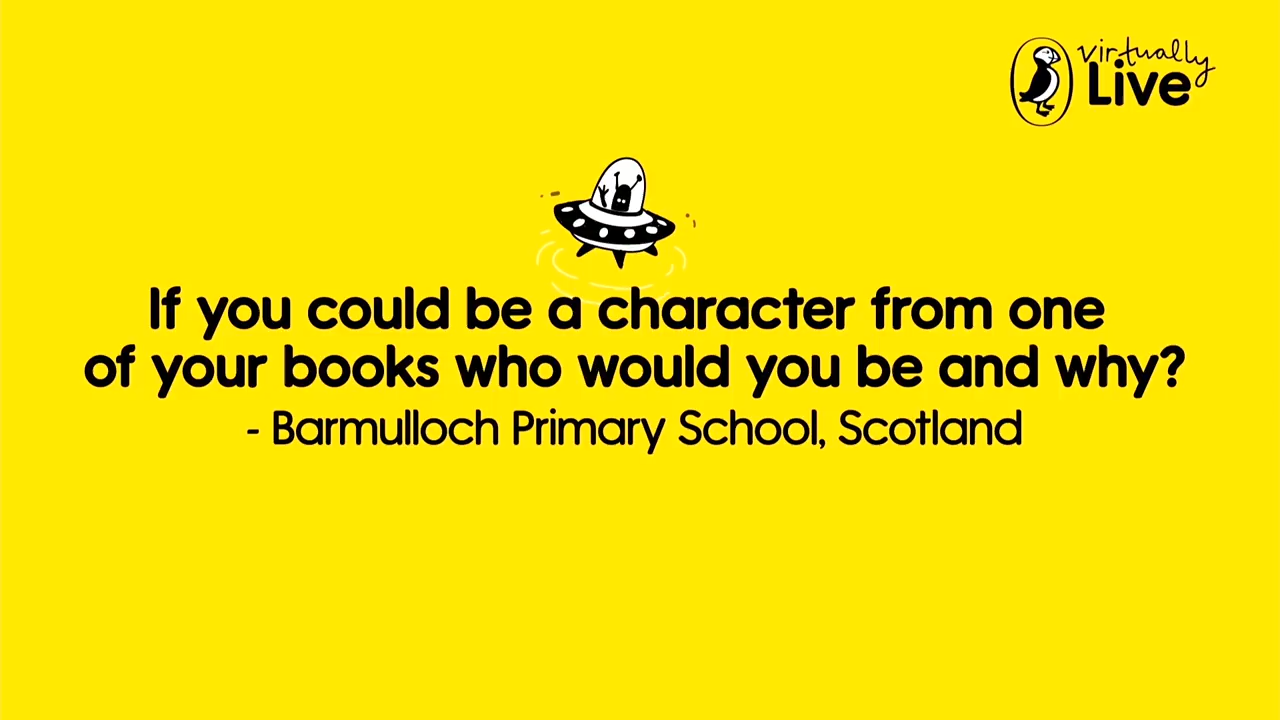 virtually
Live
If you could be a character from one
of your books who would you be and why?
- Barmulloch Primary School, Scotland